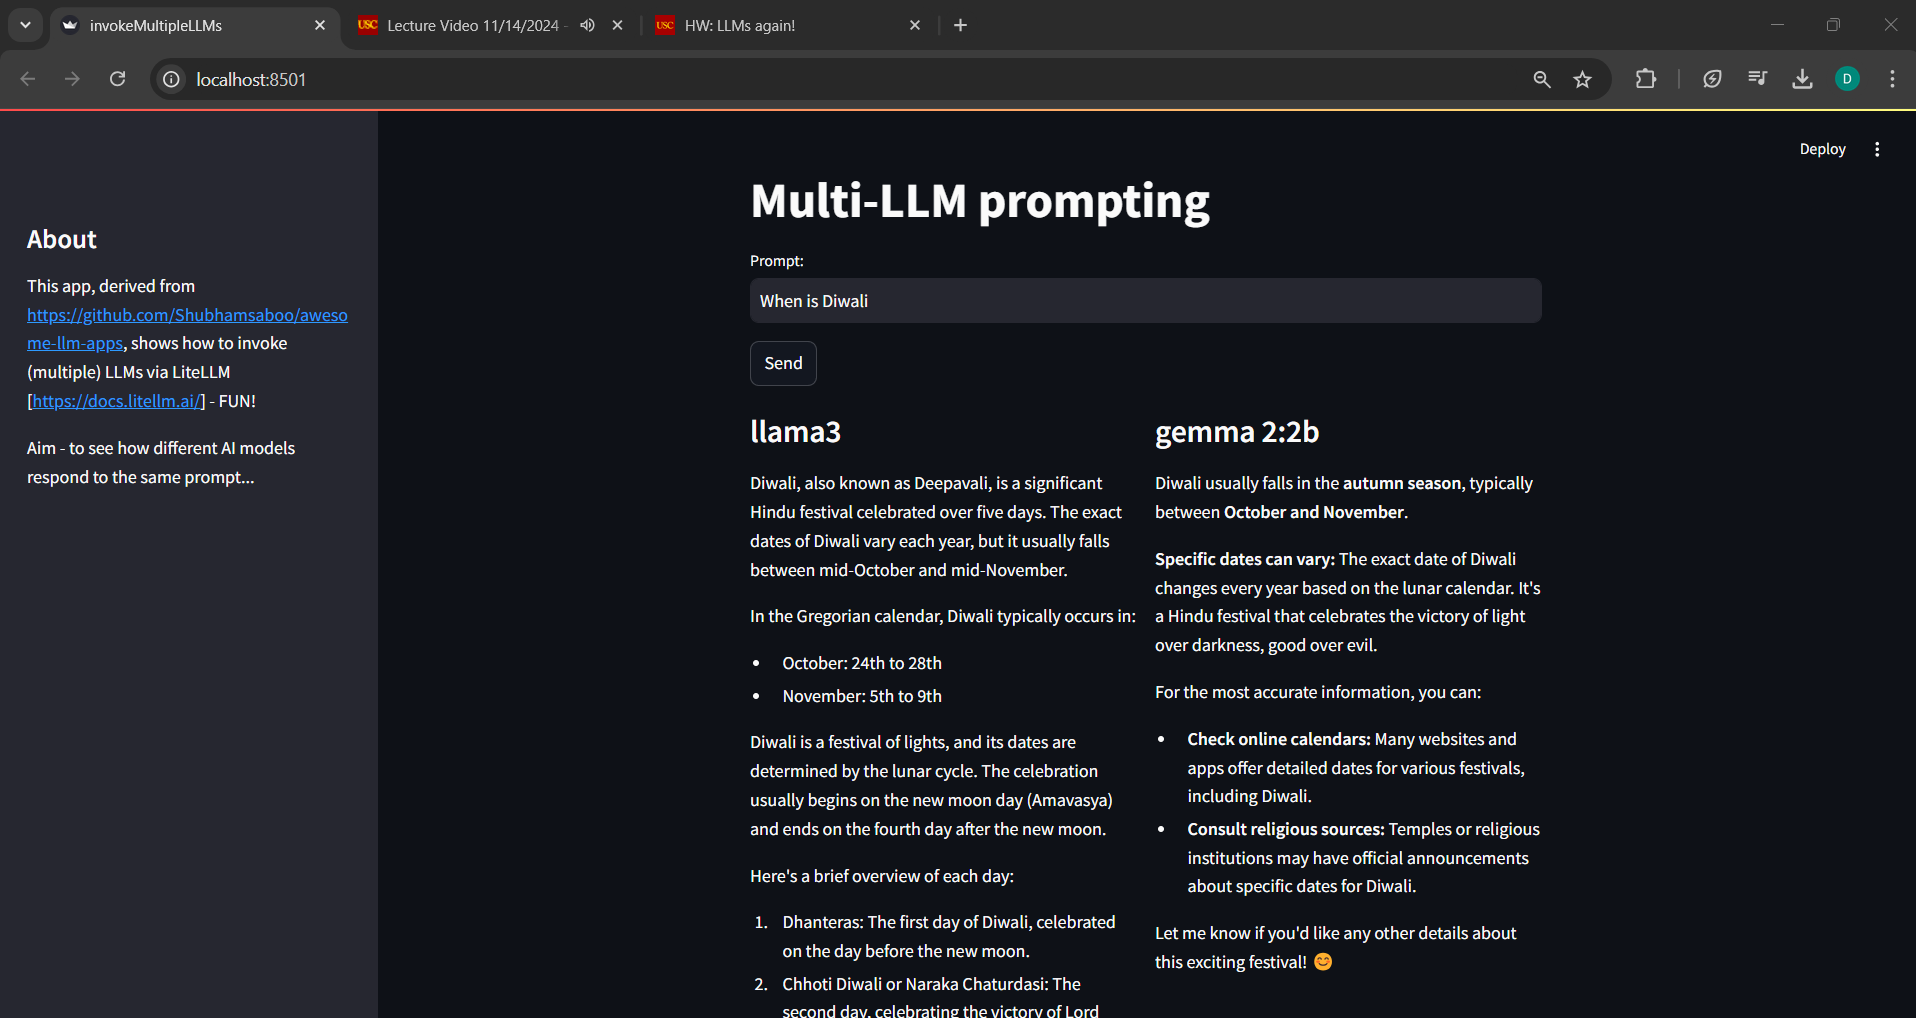 invokeMultipleLLMs
USC Lecture Video 11/14/2024 -
USC HW: LLMs again!
localhost:8501
D
Deploy
About
This app, derived from
https://github.com/Shubhamsaboo/aweso
me-llm-apps, shows how to invoke
(multiple) LLMs via LiteLLM
[https://docs.litellm.ai/] - FUN!
Aim - to see how different AI models
respond to the same prompt...
Multi-LLM prompting
Prompt:
When is Diwali
Send
llama3
Diwali, also known as Deepavali, is a significant
Hindu festival celebrated over five days. The exact
dates of Diwali vary each year, but it usually falls
between mid-October and mid-November.
In the Gregorian calendar, Diwali typically occurs in:
• October: 24th to 28th
• November: 5th to 9th
Diwali is a festival of lights, and its dates are
determined by the lunar cycle. The celebration
usually begins on the new moon day (Amavasya)
and ends on the fourth day after the new moon.
Here's a brief overview of each day:
1. Dhanteras: The first day of Diwali, celebrated
on the day before the new moon.
2. Chhoti Diwali or Naraka Chaturdasi: The
second day, celebrating the victory of Lord
gemma 2:2b
Diwali usually falls in the autumn season, typically
between October and November.
Specific dates can vary: The exact date of Diwali
changes every year based on the lunar calendar. It's
a Hindu festival that celebrates the victory of light
over darkness, good over evil.
For the most accurate information, you can:
• Check online calendars: Many websites and
apps offer detailed dates for various festivals,
including Diwali.
• Consult religious sources: Temples or religious
institutions may have official announcements
about specific dates for Diwali.
Let me know if you'd like any other details about
this exciting festival! 😊